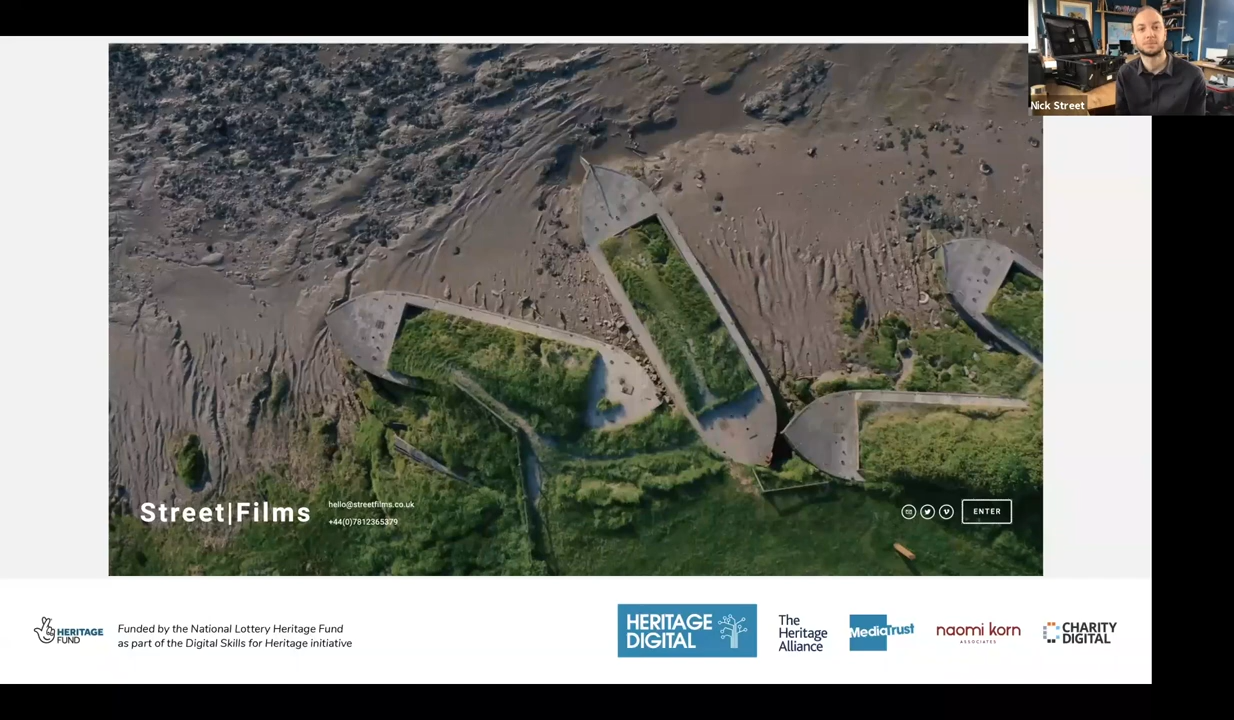 Nick Street
Street|Films
hello@streetfilms.co.uk
+44(0)7812365379
ENTER
HERITAGE
FUND
Funded by the National Lottery Heritage Fund
as part of the Digital Skills for Heritage initiative
HERITAGE
DIGITAL
The
Heritage
Alliance
MediaTrust
naomi korn
ASSOCIATES
CHARITY
DIGITAL